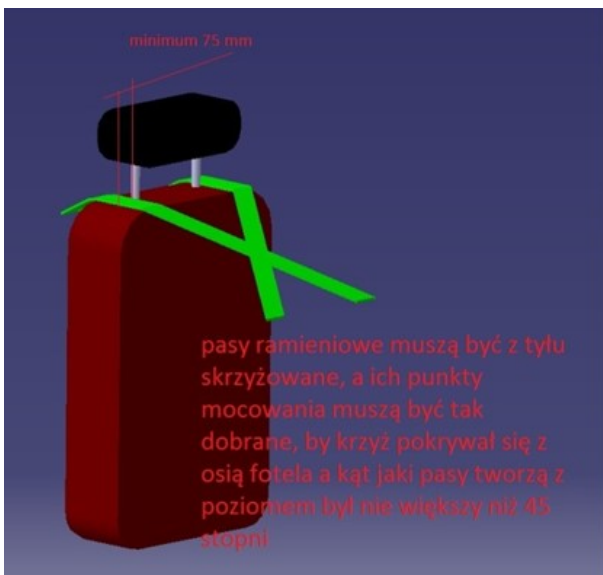 minimum 75 mm
pasy ramieniowe muszą być z tyłu
skrzyżowane, a ich punkty
mocowania muszą być tak
dobrane, by krzyż pokrywał się z
osią fotela a kąt jaki pasy tworzą z
poziomem był nie większy niż 45
stopni